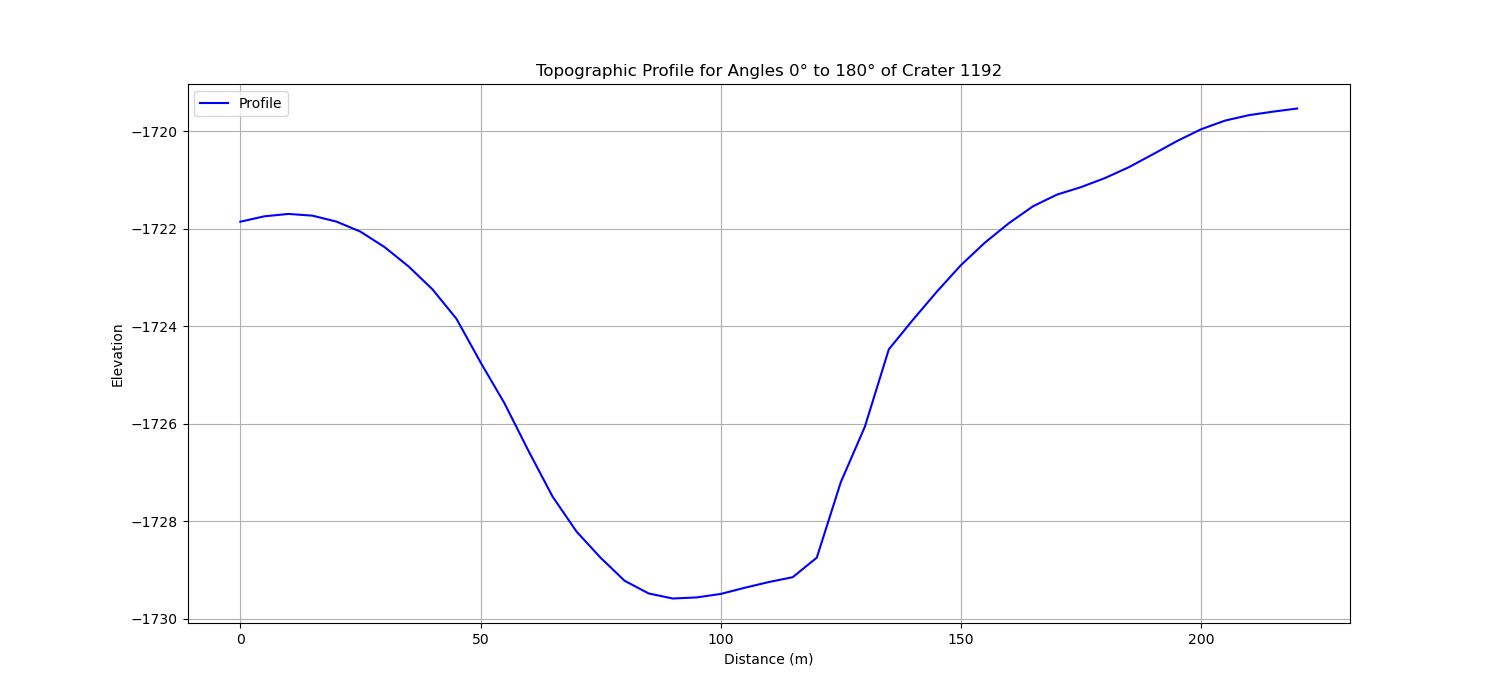 Topographic Profile for Angles 0° to 180° of Crater 1192
Profile
−1720
−1722
−1724
−1726
−1728
−1730
Elevation
0 50 100 150 200
Distance (m)